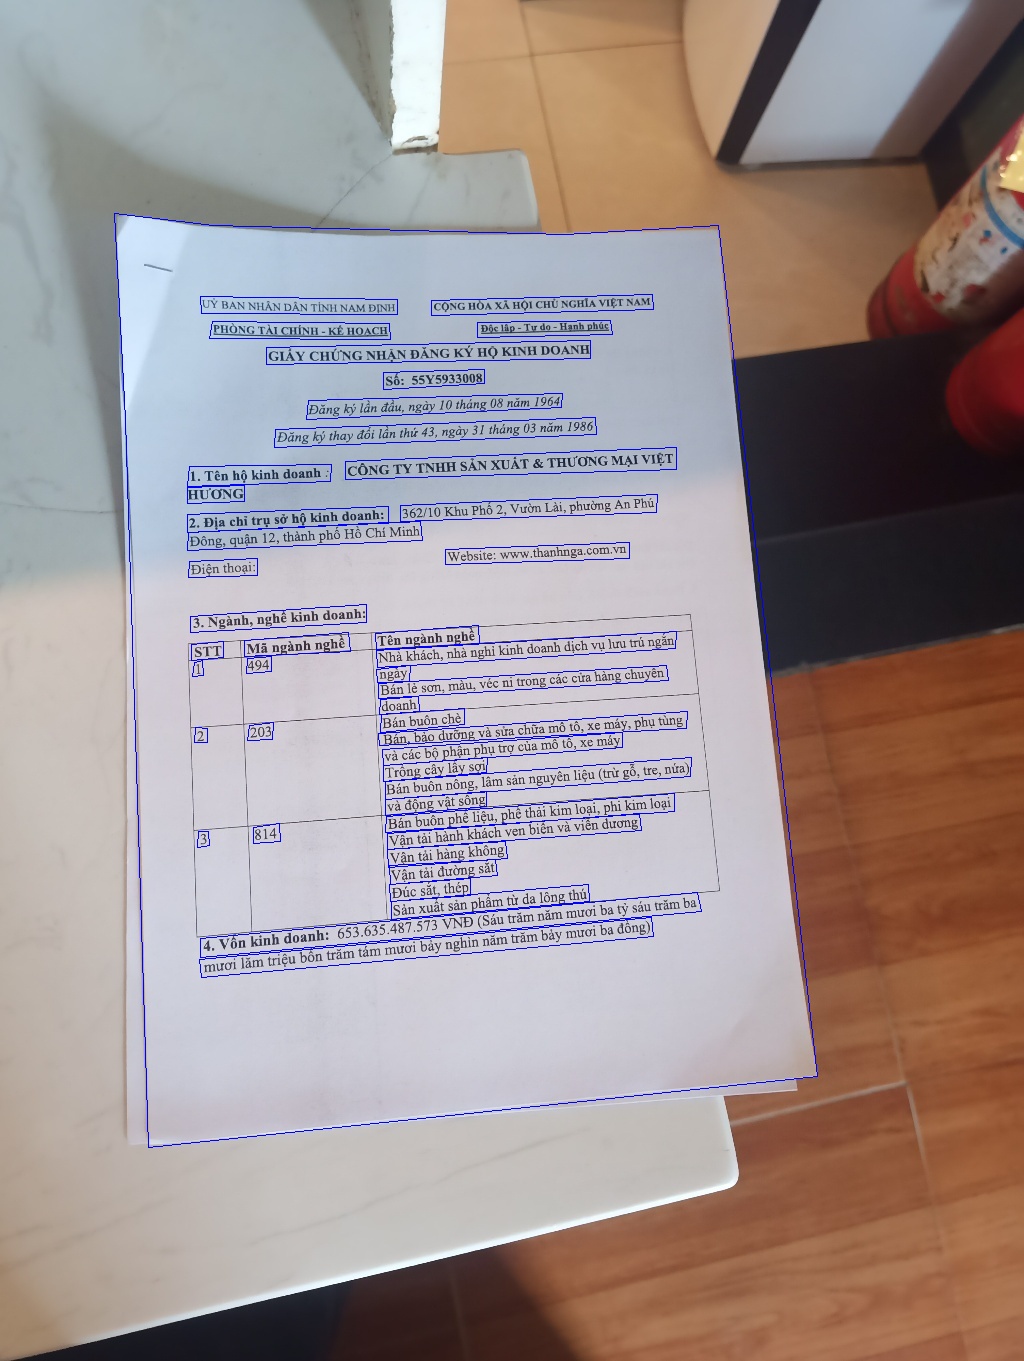 UỶ BAN NHÂN DÂN TỈNH NAM ĐỊNH
CỘNG HÒA XÃ HỘI CHỦ NGHĨA VIỆT NAM
PHÒNG TÀI CHÍNH - KẾ HOẠCH
Độc lập - Tự do - Hạnh phúc
GIẤY CHỨNG NHẬN ĐĂNG KÝ HỘ KINH DOANH
Số: 55Y5933008
Đăng ký lần đầu, ngày 10 tháng 08 năm 1964
Đăng ký thay đổi lần thứ 43, ngày 31 tháng 03 năm 1986
1. Tên hộ kinh doanh : CÔNG TY TNHH SẢN XUẤT & THƯƠNG MẠI VIỆT
HƯƠNG
2. Địa chỉ trụ sở hộ kinh doanh: 362/10 Khu Phố 2, Vườn Lài, phường An Phú
Đông, quận 12, thành phố Hồ Chí Minh
Điện thoại: Website: www.thanhnga.com.vn
3. Ngành, nghề kinh doanh:
STT Mã ngành nghề Tên ngành nghề
1 494 Nhà khách, nhà nghỉ kinh doanh dịch vụ lưu trú ngắn
ngày
Bán lẻ sơn, màu, véc ni trong các cửa hàng chuyên
doanh
2 203 Bán buôn chè
Bán, bảo dưỡng và sửa chữa mô tô, xe máy, phụ tùng
và các bộ phận phụ trợ của mô tô, xe máy
Trồng cây lấy sợi
Bán buôn nông, lâm sản nguyên liệu (trừ gỗ, tre, nứa)
và động vật sống
3 814 Bán buôn phế liệu, phế thải kim loại, phi kim loại
Vận tải hành khách ven biển và viễn dương
Vận tải hàng không
Vận tải đường sắt
Đúc sắt, thép
Sản xuất sản phẩm từ da lông thú
4. Vốn kinh doanh: 653.635.487.573 VNĐ (Sáu trăm năm mươi ba tỷ sáu trăm ba
mươi lăm triệu bốn trăm tám mươi bảy nghìn năm trăm bảy mươi ba đồng)